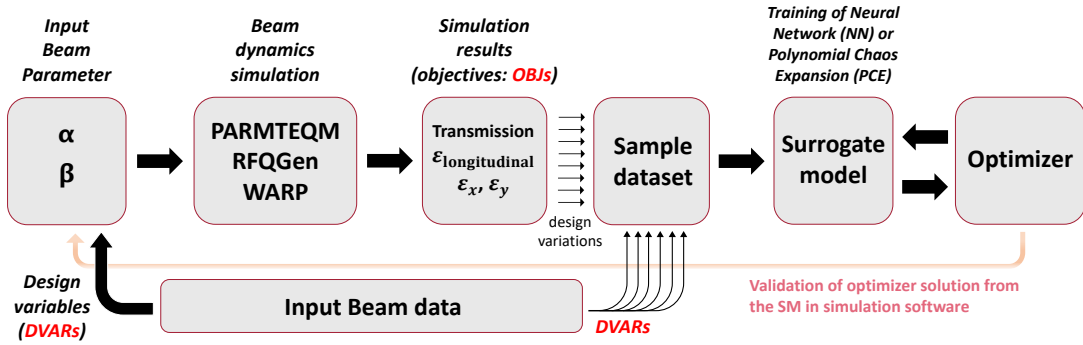 Input
Beam
Parameter
Beam
dynamics
simulation
Simulation
results
(objectives: OBJs)
Training of Neural
Network (NN) or
Polynomial Chaos
Expansion (PCE)
α
β
PARMTEQM
RFQGen
WARP
Transmission
εlongitudinal
εx, εy
design
variations
Sample
dataset
Surrogate
model
Optimizer
Design
variables
(DVARs)
Input Beam data
DVARs
Validation of optimizer solution from
the SM in simulation software